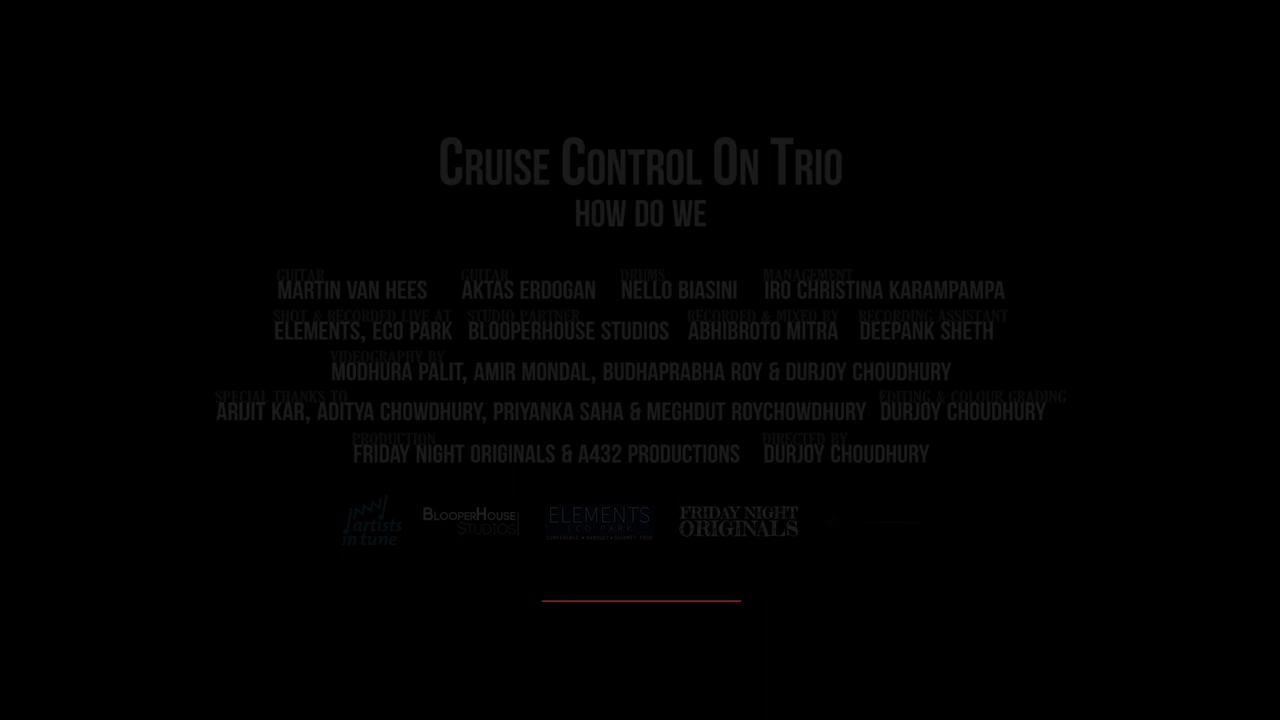 Cruise Control On Trio
HOW DO WE
GUITAR GUITAR DRUMS MANAGEMENT
MARTIN VAN HEES AKTAS ERDOGAN NELLO BIASINI IRO CHRISTINA KARAMPAMPA
SHOT & RECORDED LIVE AT STUDIO PARTNER RECORDED & MIXED BY RECORDING ASSISTANT
ELEMENTS, ECO PARK BLOOPERHOUSE STUDIOS ABHIBROTO MITRA DEEPANK SHETH
VIDEOGRAPHY BY
MODHURA PALIT, AMIR MONDAL, BUDHAPRABHA ROY & DURJOY CHOUDHURY
SPECIAL THANKS TO EDITING & COLOUR GRADING
ARIJIT KAR, ADITYA CHOWDHURY, PRIYANKA SAHA & MEGHDUT ROYCHOWDHURY DURJOY CHOUDHURY
PRODUCTION DIRECTED BY
FRIDAY NIGHT ORIGINALS & A432 PRODUCTIONS DURJOY CHOUDHURY
artists
in tune
BLOOPERHOUSE
STUDIOS
ELEMENTS
ECO PARK
FRIDAY NIGHT
ORIGINALS